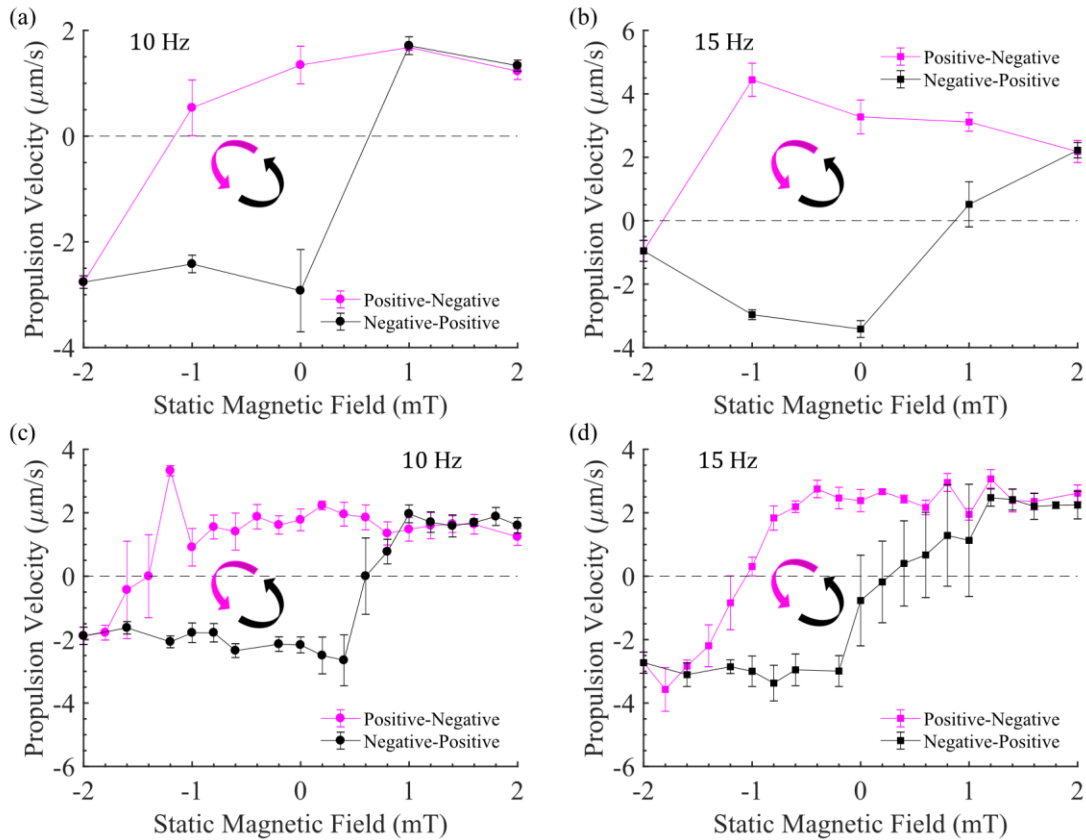 (a)
10 Hz
Propulsion Velocity (μm/s)
2
0
-2
-4
Positive-Negative
Negative-Positive
-2 -1 0 1 2
Static Magnetic Field (mT)
(b)
15 Hz
Propulsion Velocity (μm/s)
6
4
2
0
-2
-4
Positive-Negative
Negative-Positive
-2 -1 0 1 2
Static Magnetic Field (mT)
(c)
10 Hz
Propulsion Velocity (μm/s)
4
2
0
-2
-4
-6
Positive-Negative
Negative-Positive
-2 -1 0 1 2
Static Magnetic Field (mT)
(d)
15 Hz
Propulsion Velocity (μm/s)
4
2
0
-2
-4
-6
Positive-Negative
Negative-Positive
-2 -1 0 1 2
Static Magnetic Field (mT)